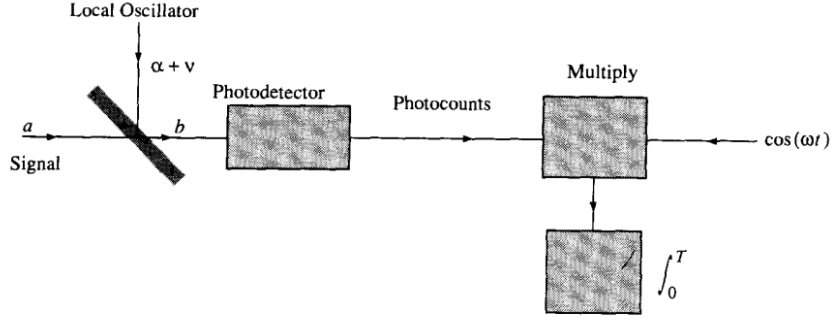 Local Oscillator
α + ν
Photodetector
Photocounts
Multiply
a
b
cos (ωt)
Signal
∫₀ᵀ